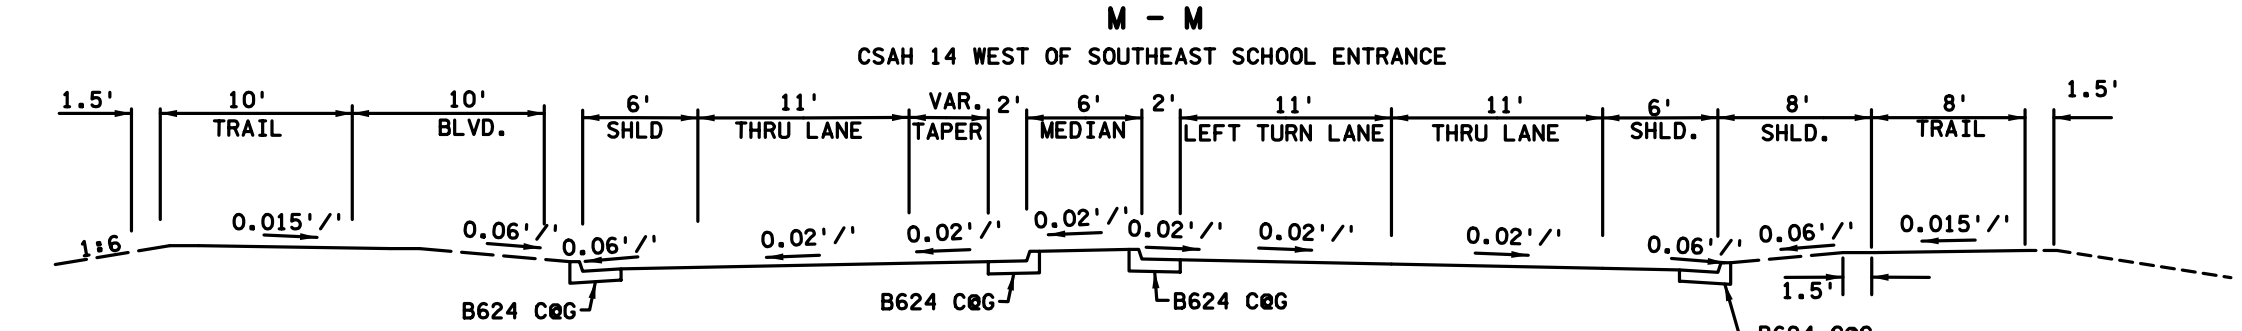 M - M
CSAH 14 WEST OF SOUTHEAST SCHOOL ENTRANCE
1.5' 10' 10' 6' 11' VAR. 2' 6' 2' 11' 11' 6' 8' 8' 1.5'
TRAIL BLVD. SHLD THRU LANE TAPER MEDIAN LEFT TURN LANE THRU LANE SHLD. SHLD. TRAIL
1:6 0.015'/' 0.06'/' 0.06'/' 0.02'/' 0.02'/' 0.02'/' 0.02'/' 0.02'/' 0.02'/' 0.06'/' 0.06'/' 0.015'/'
1.5'
B624 C@G B624 C@G B624 C@G B624 C@G